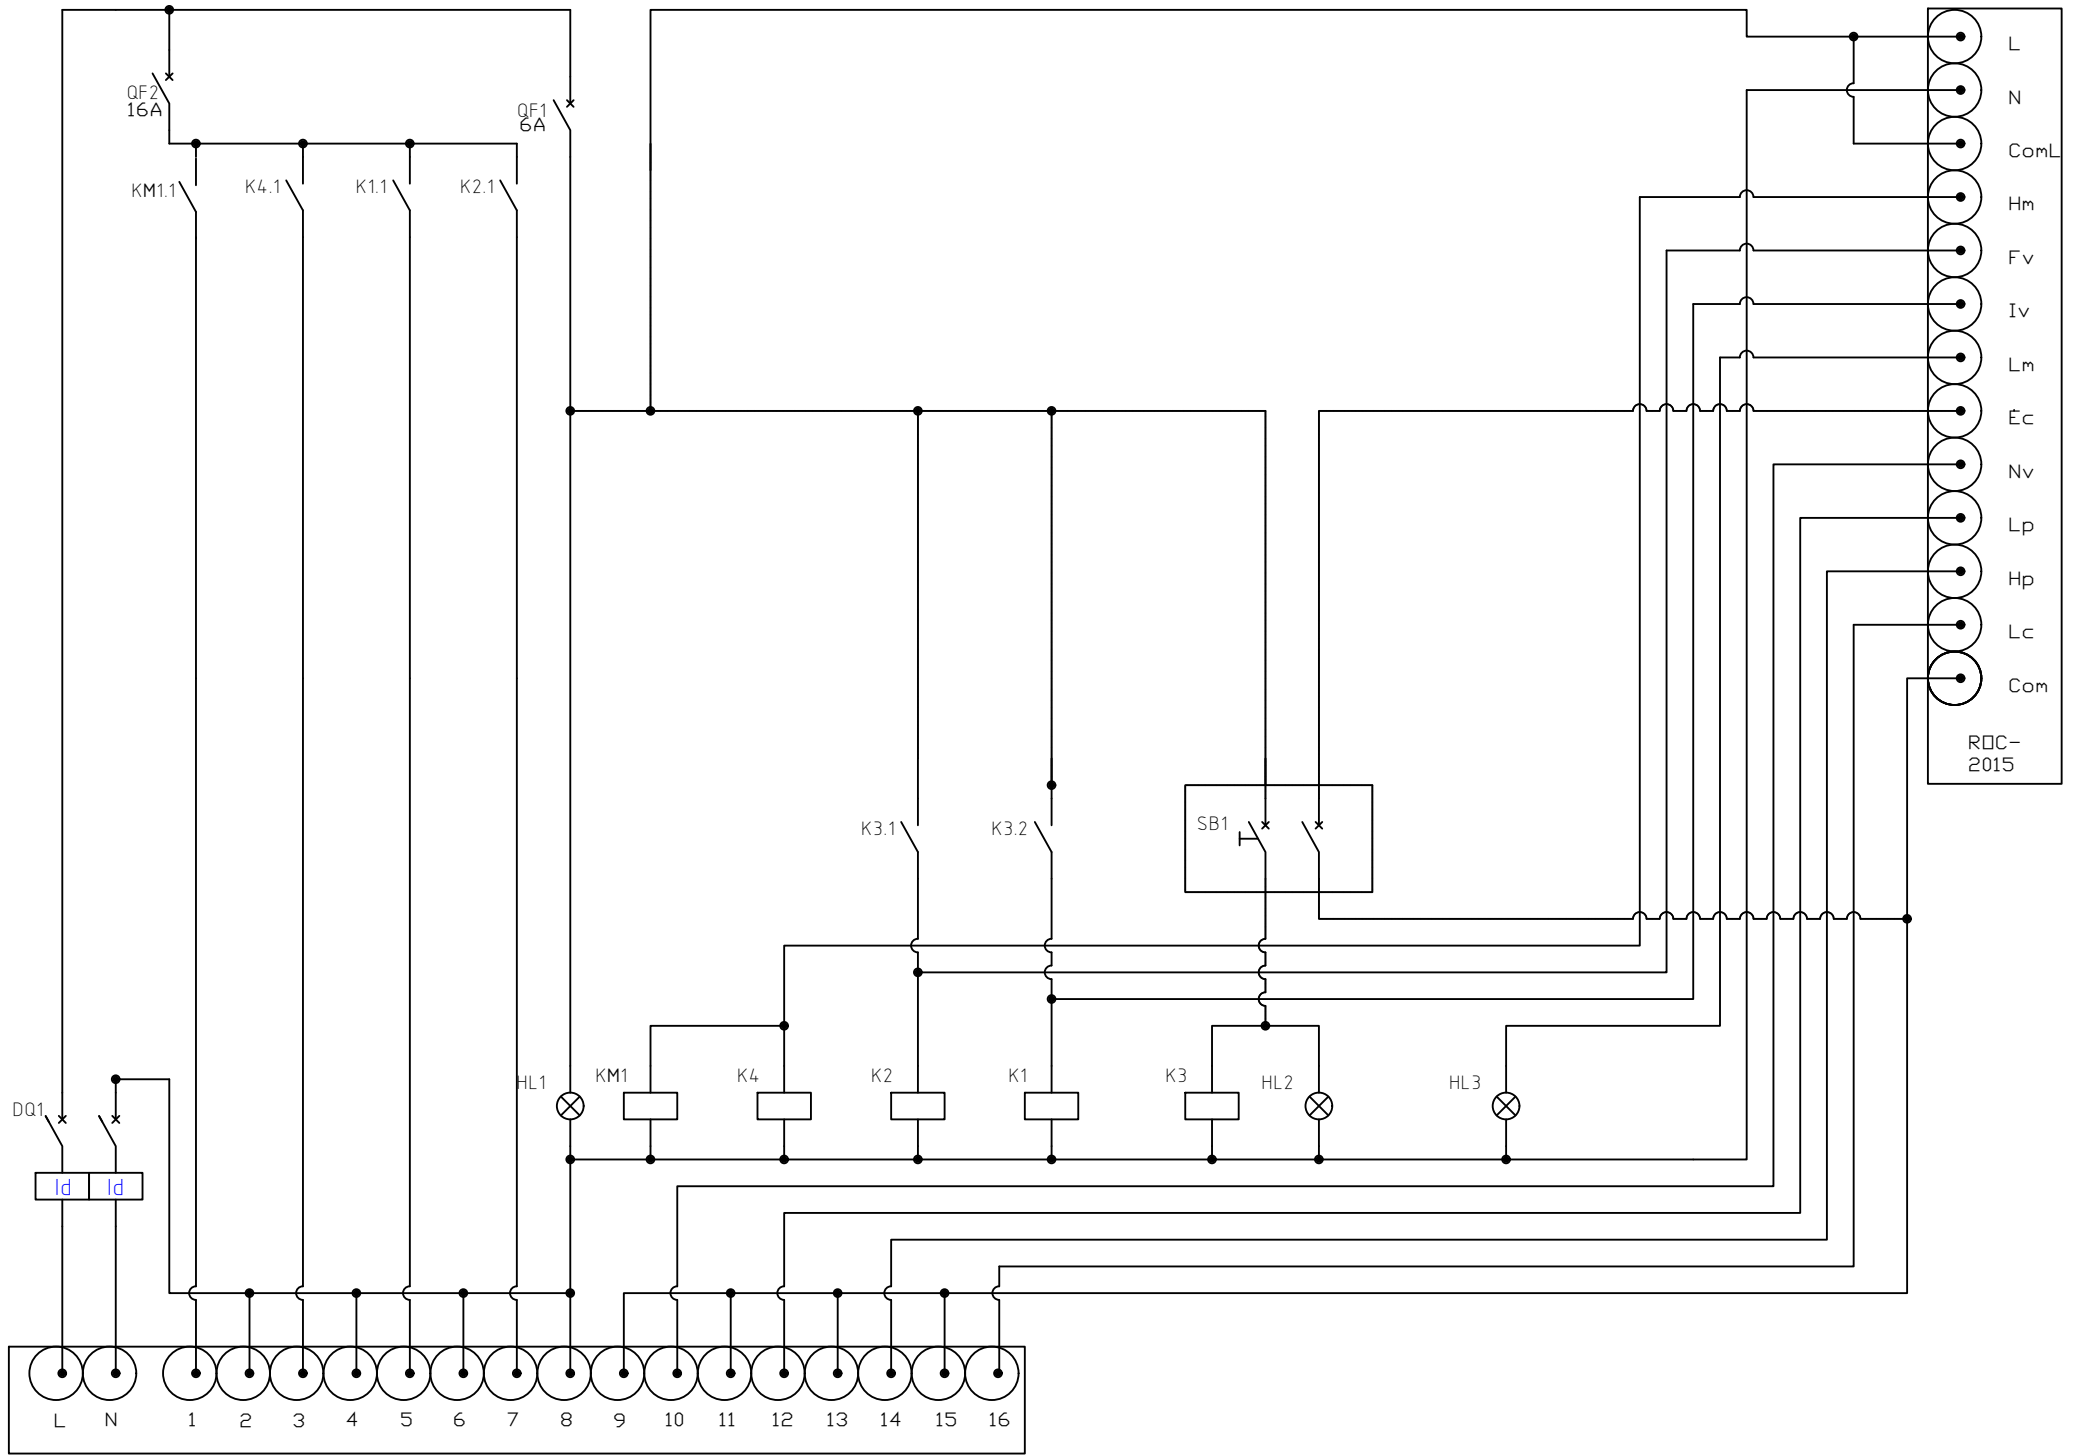 L
N
ComL
Hm
Fv
Iv
Lm
Ec
Nv
Lp
Hp
Lc
Com
ROC-
2015
QF2
16A
QF1
6A
KM1.1
K4.1
K1.1
K2.1
K3.1
K3.2
SB1
DQ1
HL1
KM1
K4
K2
K1
K3
HL2
HL3
Id Id
L N 1 2 3 4 5 6 7 8 9 10 11 12 13 14 15 16